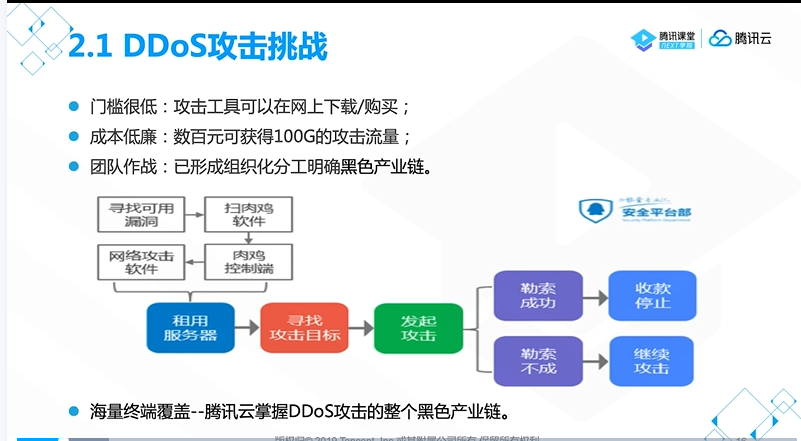 2.1 DDoS攻击挑战
腾讯课堂
NEXT学院
腾讯云
门槛很低：攻击工具可以在网上下载/购买；
成本低廉：数百元可获得100G的攻击流量；
团队作战：已形成组织化分工明确黑色产业链。
寻找可用
漏洞
扫肉鸡
软件
安全平台部
Security Platform Department
网络攻击
软件
肉鸡
控制端
租用
服务器
寻找
攻击目标
发起
攻击
勒索
成功
收款
停止
勒索
不成
继续
攻击
海量终端覆盖--腾讯云掌握DDoS攻击的整个黑色产业链。